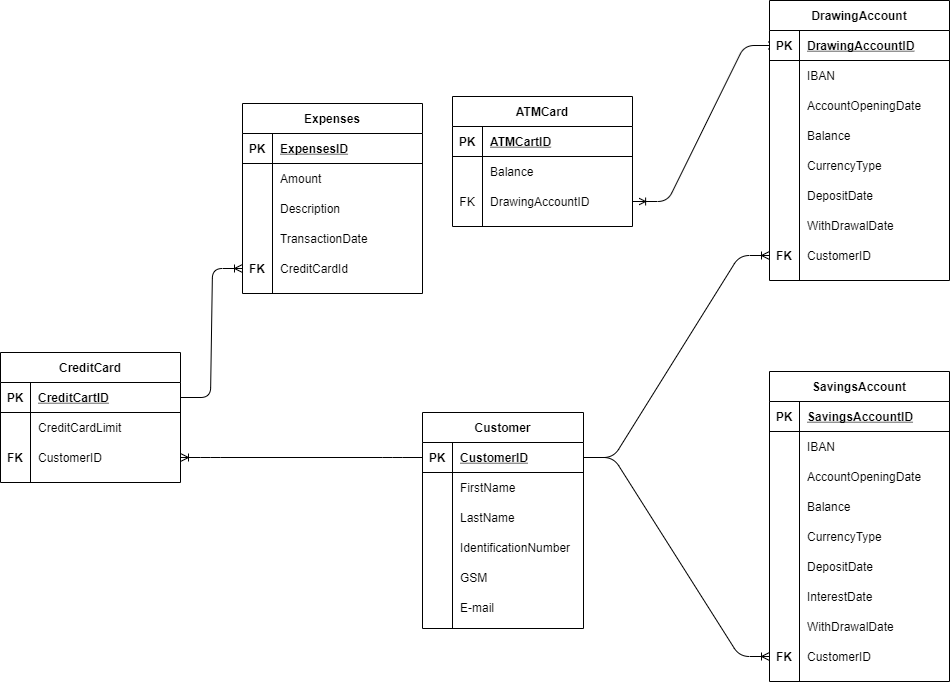 DrawingAccount
PK DrawingAccountID
IBAN
AccountOpeningDate
Balance
CurrencyType
DepositDate
WithDrawalDate
FK CustomerID
ATMCard
PK ATMCartID
Balance
FK DrawingAccountID
Expenses
PK ExpensesID
Amount
Description
TransactionDate
FK CreditCardId
CreditCard
PK CreditCartID
CreditCardLimit
FK CustomerID
Customer
PK CustomerID
FirstName
LastName
IdentificationNumber
GSM
E-mail
SavingsAccount
PK SavingsAccountID
IBAN
AccountOpeningDate
Balance
CurrencyType
DepositDate
InterestDate
WithDrawalDate
FK CustomerID